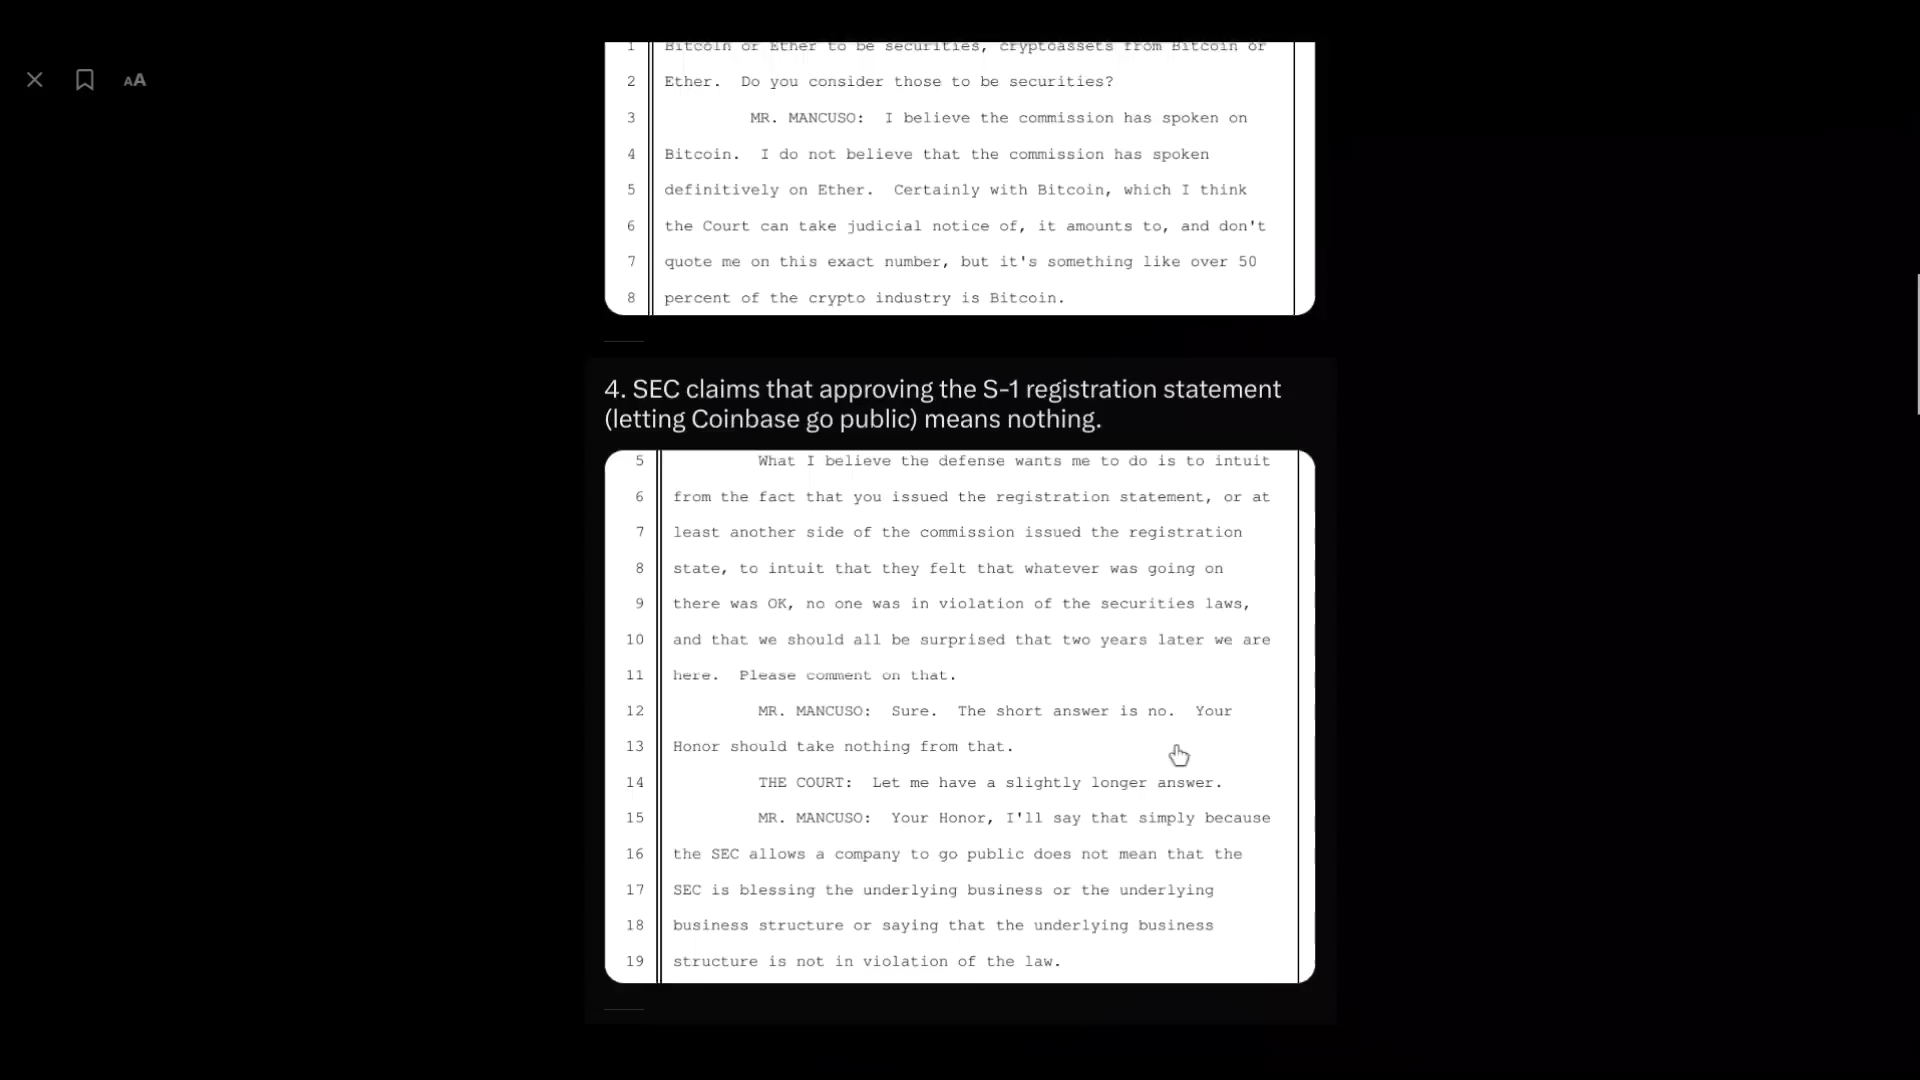 AA
1 Bitcoin or Ether to be securities, cryptoassets from Bitcoin or
2 Ether. Do you consider those to be securities?
3 MR. MANCUSO: I believe the commission has spoken on
4 Bitcoin. I do not believe that the commission has spoken
5 definitively on Ether. Certainly with Bitcoin, which I think
6 the Court can take judicial notice of, it amounts to, and don't
7 quote me on this exact number, but it's something like over 50
8 percent of the crypto industry is Bitcoin.
4. SEC claims that approving the S-1 registration statement
(letting Coinbase go public) means nothing.
5 What I believe the defense wants me to do is to intuit
6 from the fact that you issued the registration statement, or at
7 least another side of the commission issued the registration
8 state, to intuit that they felt that whatever was going on
9 there was OK, no one was in violation of the securities laws,
10 and that we should all be surprised that two years later we are
11 here. Please comment on that.
12 MR. MANCUSO: Sure. The short answer is no. Your
13 Honor should take nothing from that.
14 THE COURT: Let me have a slightly longer answer.
15 MR. MANCUSO: Your Honor, I'll say that simply because
16 the SEC allows a company to go public does not mean that the
17 SEC is blessing the underlying business or the underlying
18 business structure or saying that the underlying business
19 structure is not in violation of the law.